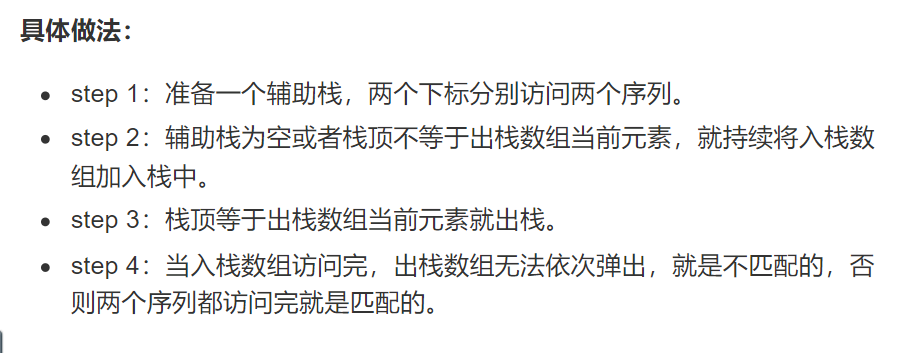 具体做法：
step 1：准备一个辅助栈，两个下标分别访问两个序列。
step 2：辅助栈为空或者栈顶不等于出栈数组当前元素，就持续将入栈数
组加入栈中。
step 3：栈顶等于出栈数组当前元素就出栈。
step 4：当入栈数组访问完，出栈数组无法依次弹出，就是不匹配的，否
则两个序列都访问完就是匹配的。